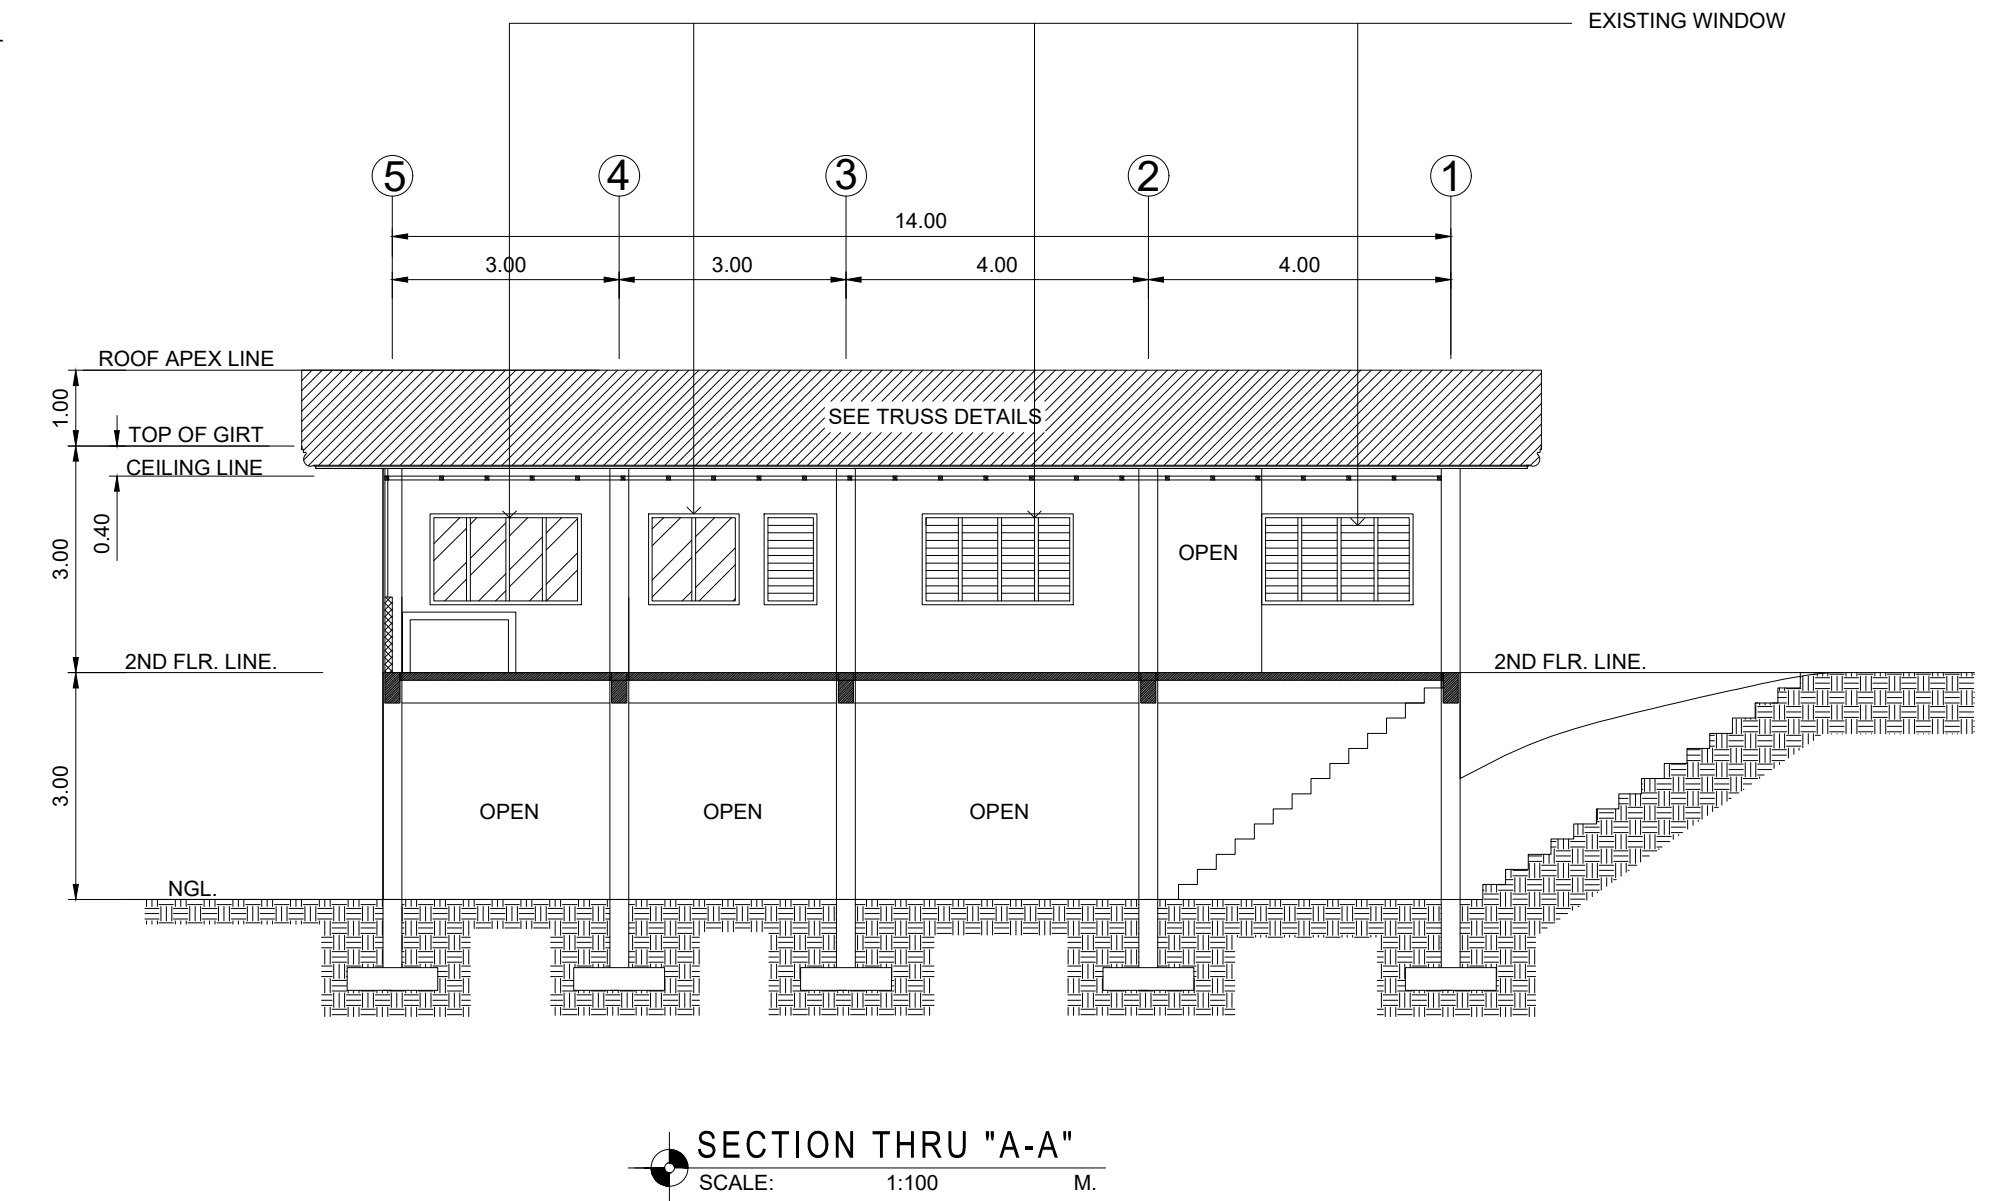 EXISTING WINDOW
5 4 3 2 1
14.00
3.00 3.00 4.00 4.00
ROOF APEX LINE
1.00
SEE TRUSS DETAILS
TOP OF GIRT
CEILING LINE
0.40
3.00
OPEN
2ND FLR. LINE.
2ND FLR. LINE.
3.00
OPEN OPEN OPEN
NGL.
SECTION THRU "A-A"
SCALE: 1:100 M.